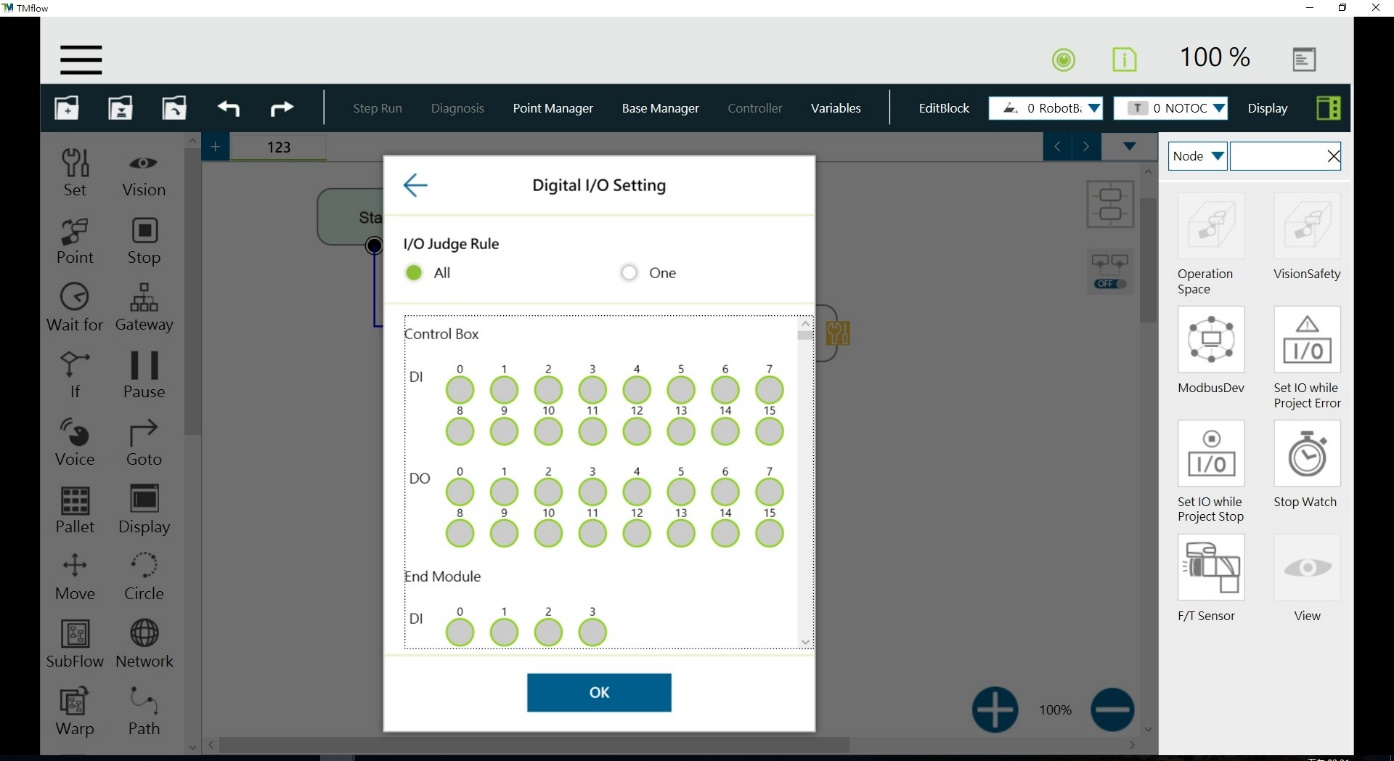 TMflow
100 %
Step Run Diagnosis Point Manager Base Manager Controller Variables EditBlock 0 RobotB T 0 NOTOC Display
+ 123
Node
Set Vision
Point Stop
Wait for Gateway
If Pause
Voice Goto
Pallet Display
Move Circle
SubFlow Network
Warp Path
Sta
OFF
Digital I/O Setting
I/O Judge Rule
All One
Control Box
DI 0 1 2 3 4 5 6 7
8 9 10 11 12 13 14 15
DO 0 1 2 3 4 5 6 7
8 9 10 11 12 13 14 15
End Module
DI 0 1 2 3
OK
100%
Operation
Space
VisionSafety
ModbusDev
I/O
Set IO while
Project Error
I/O
Set IO while
Project Stop
Stop Watch
F/T Sensor
View